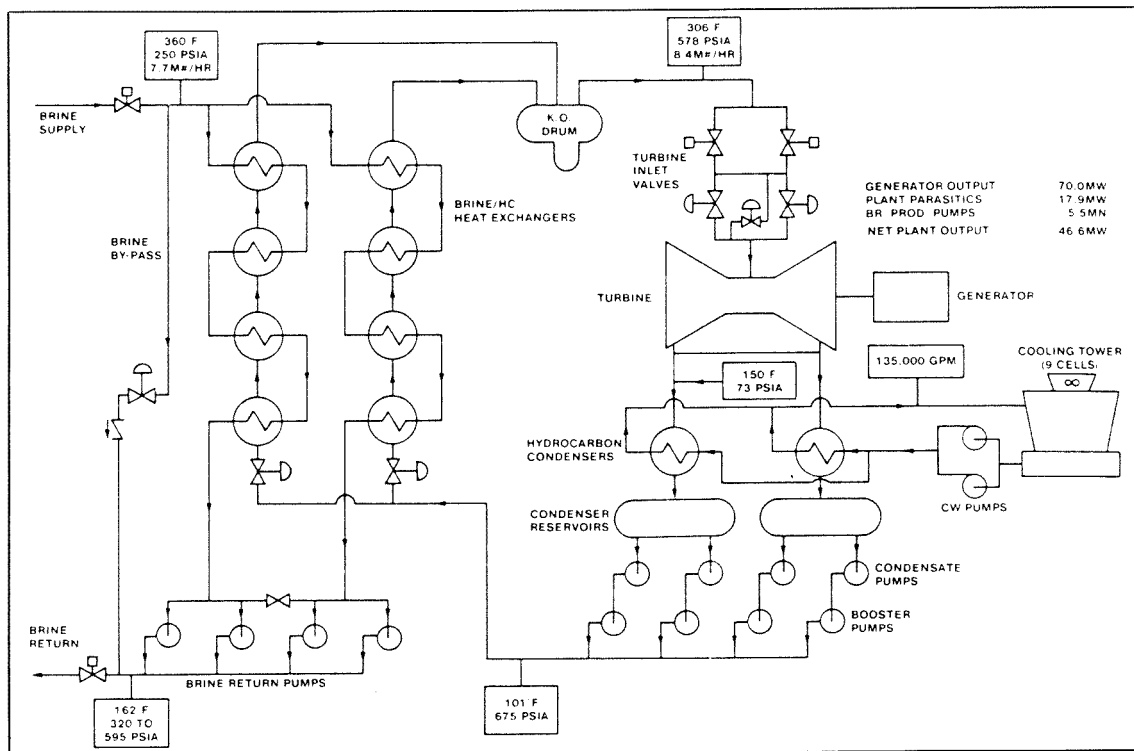 360 F
250 PSIA
7.7M#/HR
306 F
578 PSIA
8.4M#/HR
BRINE
SUPPLY
K.O.
DRUM
TURBINE
INLET
VALVES
BRINE/HC
HEAT EXCHANGERS
GENERATOR OUTPUT 70.0MW
PLANT PARASITICS 17.9MW
BR PROD PUMPS 5.5MN
NET PLANT OUTPUT 46.6MW
BRINE
BY-PASS
TURBINE
GENERATOR
135.000 GPM
COOLING TOWER
(9 CELLS)
150 F
73 PSIA
HYDROCARBON
CONDENSERS
CW PUMPS
CONDENSER
RESERVOIRS
CONDENSATE
PUMPS
BOOSTER
PUMPS
BRINE
RETURN
BRINE RETURN PUMPS
162 F
320 TO
595 PSIA
101 F
675 PSIA